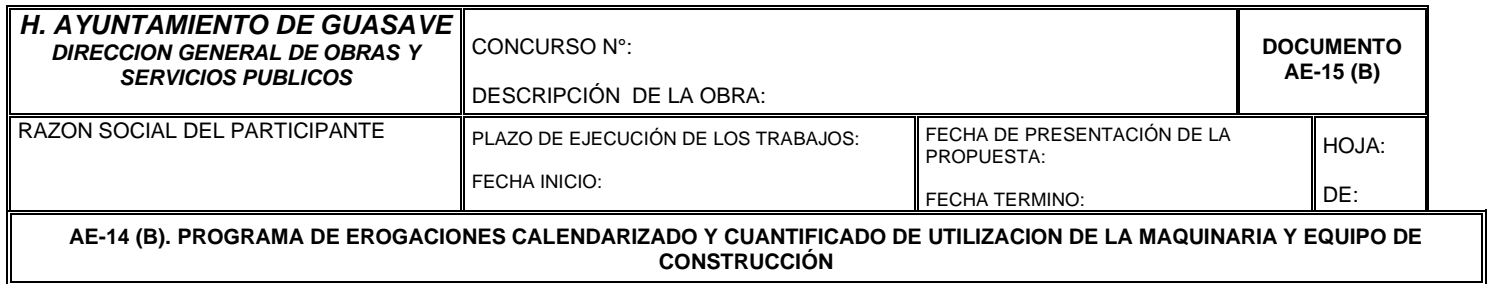 H. AYUNTAMIENTO DE GUASAVE
DIRECCION GENERAL DE OBRAS Y
SERVICIOS PUBLICOS
CONCURSO N°:
DESCRIPCIÓN DE LA OBRA:
DOCUMENTO
AE-15 (B)
RAZON SOCIAL DEL PARTICIPANTE
PLAZO DE EJECUCIÓN DE LOS TRABAJOS:
FECHA INICIO:
FECHA DE PRESENTACIÓN DE LA
PROPUESTA:
FECHA TERMINO:
HOJA:
DE:
AE-14 (B). PROGRAMA DE EROGACIONES CALENDARIZADO Y CUANTIFICADO DE UTILIZACION DE LA MAQUINARIA Y EQUIPO DE
CONSTRUCCIÓN